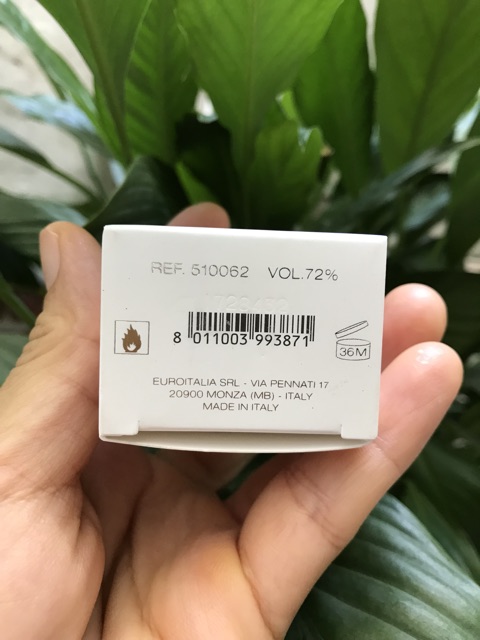 REF. 510062 VOL.72%
8 011003 993871
36M
EUROITALIA SRL - VIA PENNATI 17
20900 MONZA (MB) - ITALY
MADE IN ITALY